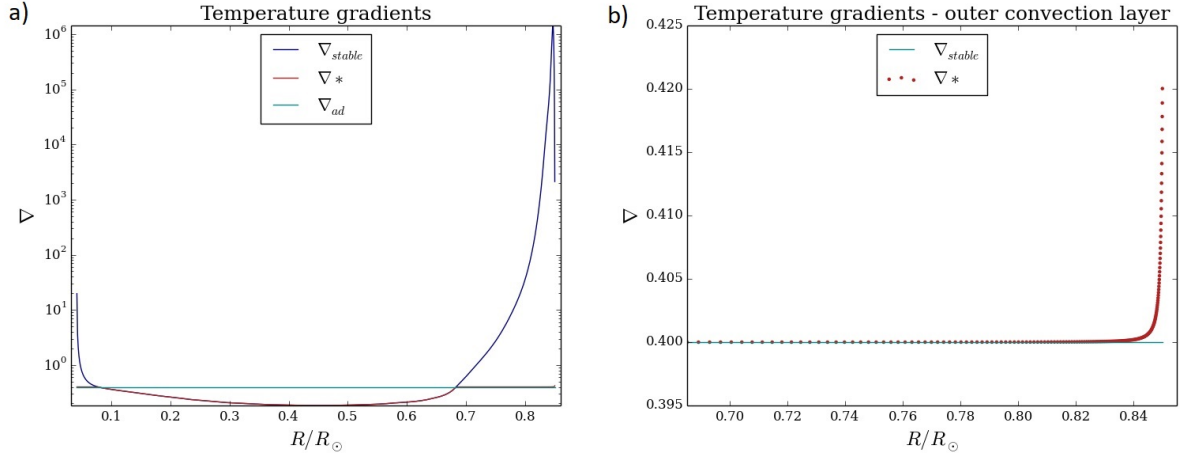 a)
Temperature gradients
10⁶
10⁵
10⁴
10³
10²
10¹
10⁰
∇
∇stable
∇*
∇ad
0.1 0.2 0.3 0.4 0.5 0.6 0.7 0.8
R/R⊙
b)
Temperature gradients - outer convection layer
0.425
0.420
0.415
0.410
0.405
0.400
0.395
∇
∇stable
∇*
0.70 0.72 0.74 0.76 0.78 0.80 0.82 0.84
R/R⊙